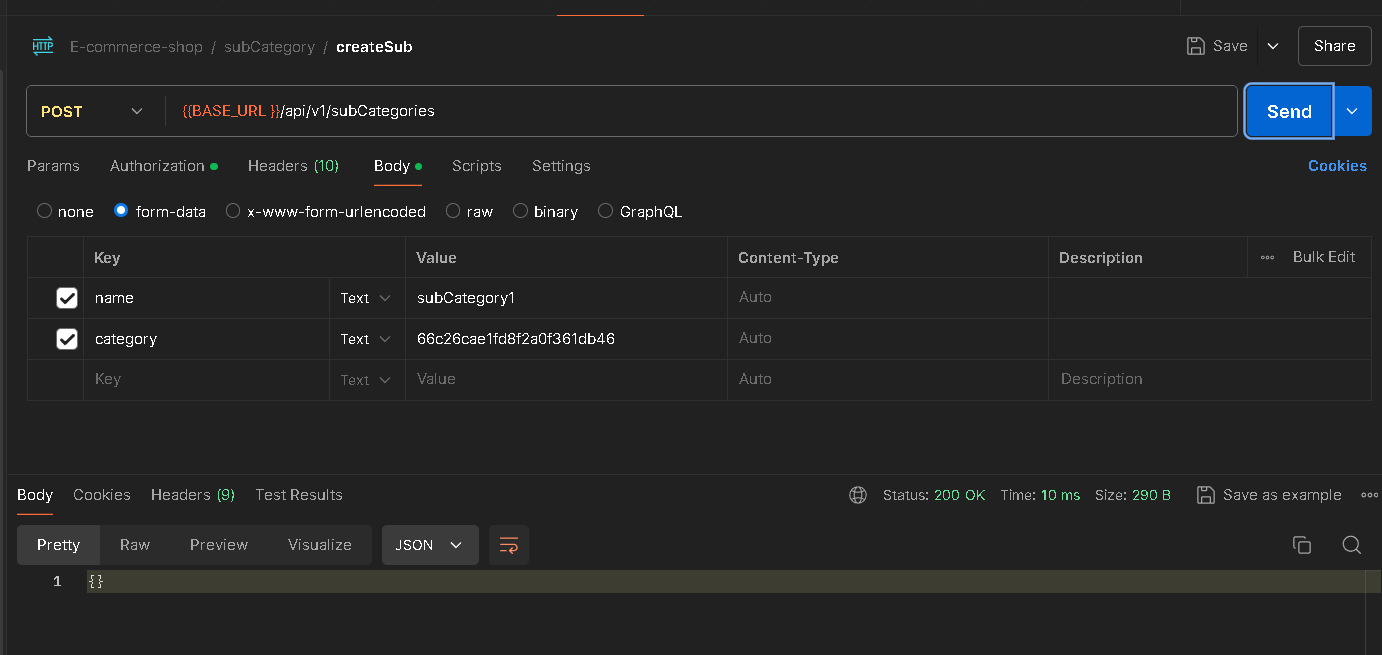 HTTP E-commerce-shop / subCategory / createSub Save Share
POST {{BASE_URL }}/api/v1/subCategories Send
Params Authorization Headers (10) Body Scripts Settings Cookies
none form-data x-www-form-urlencoded raw binary GraphQL
Key Value Content-Type Description Bulk Edit
name Text subCategory1 Auto
category Text 66c26cae1fd8f2a0f361db46 Auto
Key Text Value Auto Description
Body Cookies Headers (9) Test Results Status: 200 OK Time: 10 ms Size: 290 B Save as example
Pretty Raw Preview Visualize JSON
1 {}